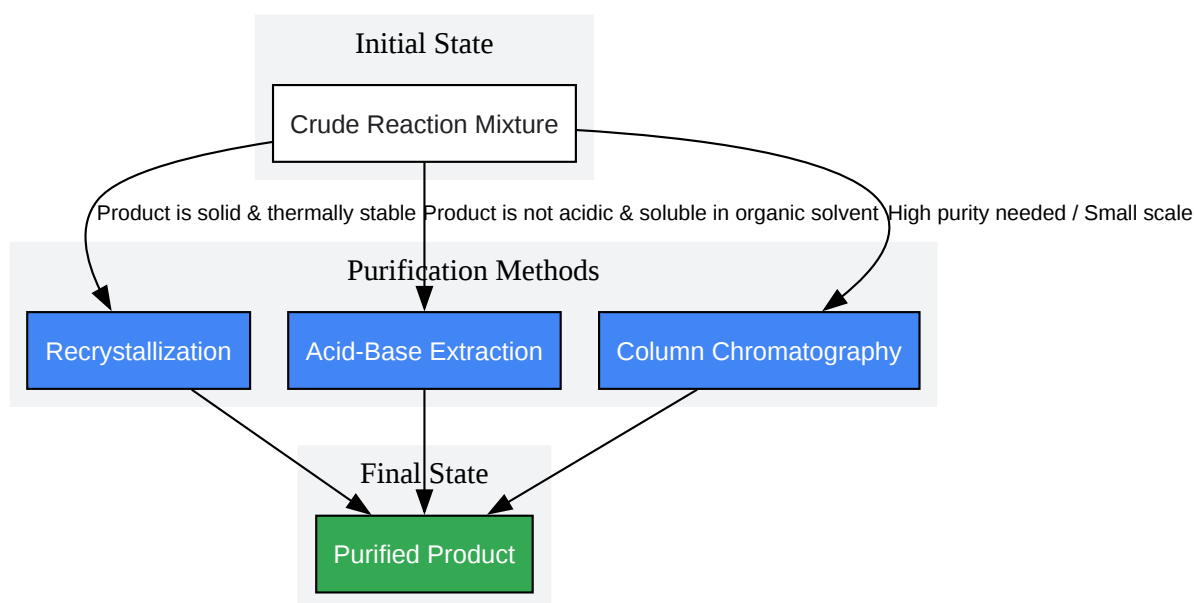 Initial State
Crude Reaction Mixture
Product is solid & thermally stable
Product is not acidic & soluble in organic solvent
High purity needed / Small scale
Purification Methods
Recrystallization
Acid-Base Extraction
Column Chromatography
Final State
Purified Product